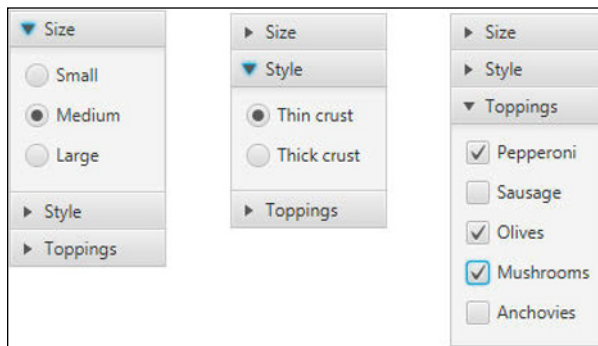 Size
Small
Medium
Large
Style
Toppings
Size
Style
Thin crust
Thick crust
Toppings
Size
Style
Toppings
Pepperoni
Sausage
Olives
Mushrooms
Anchovies